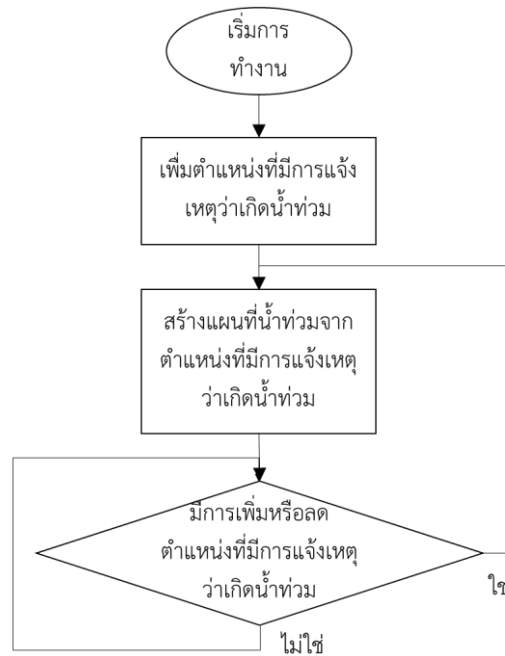 เริ่มการ
ทำงาน
เพิ่มตำแหน่งที่มีการแจ้ง
เหตุว่าเกิดน้ำท่วม
สร้างแผนที่น้ำท่วมจาก
ตำแหน่งที่มีการแจ้งเหตุ
ว่าเกิดน้ำท่วม
มีการเพิ่มหรือลด
ตำแหน่งที่มีการแจ้งเหตุ
ว่าเกิดน้ำท่วม
ไม่ใช่